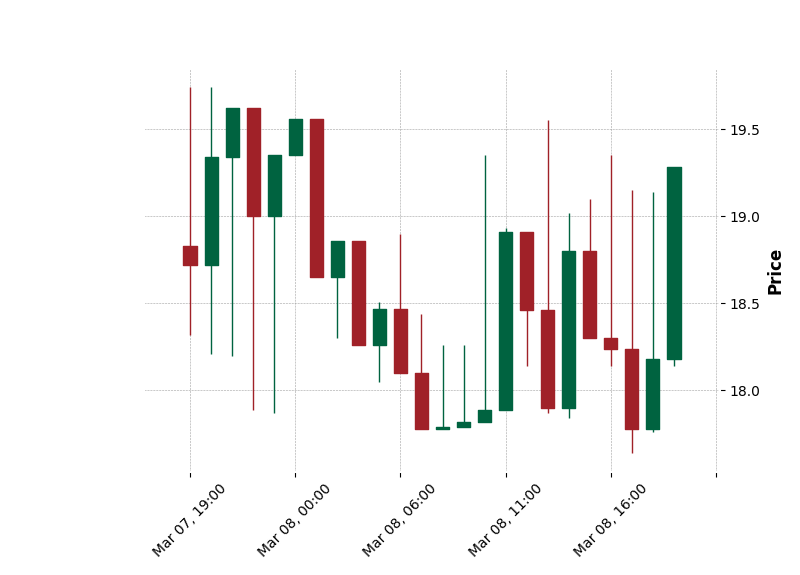 19.5
19.0
18.5
18.0
Price
Mar 07, 19:00
Mar 08, 00:00
Mar 08, 06:00
Mar 08, 11:00
Mar 08, 16:00